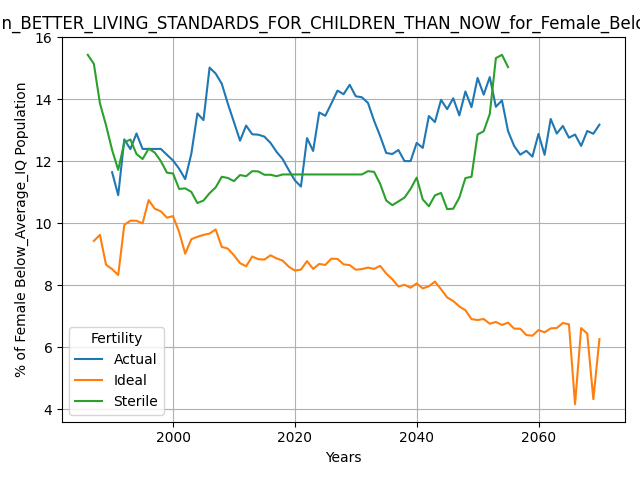 n_BETTER_LIVING_STANDARDS_FOR_CHILDREN_THAN_NOW_for_Female_Belo
% of Female Below_Average_IQ Population
16
14
12
10
8
6
4
Fertility
Actual
Ideal
Sterile
2000
2020
2040
2060
Years